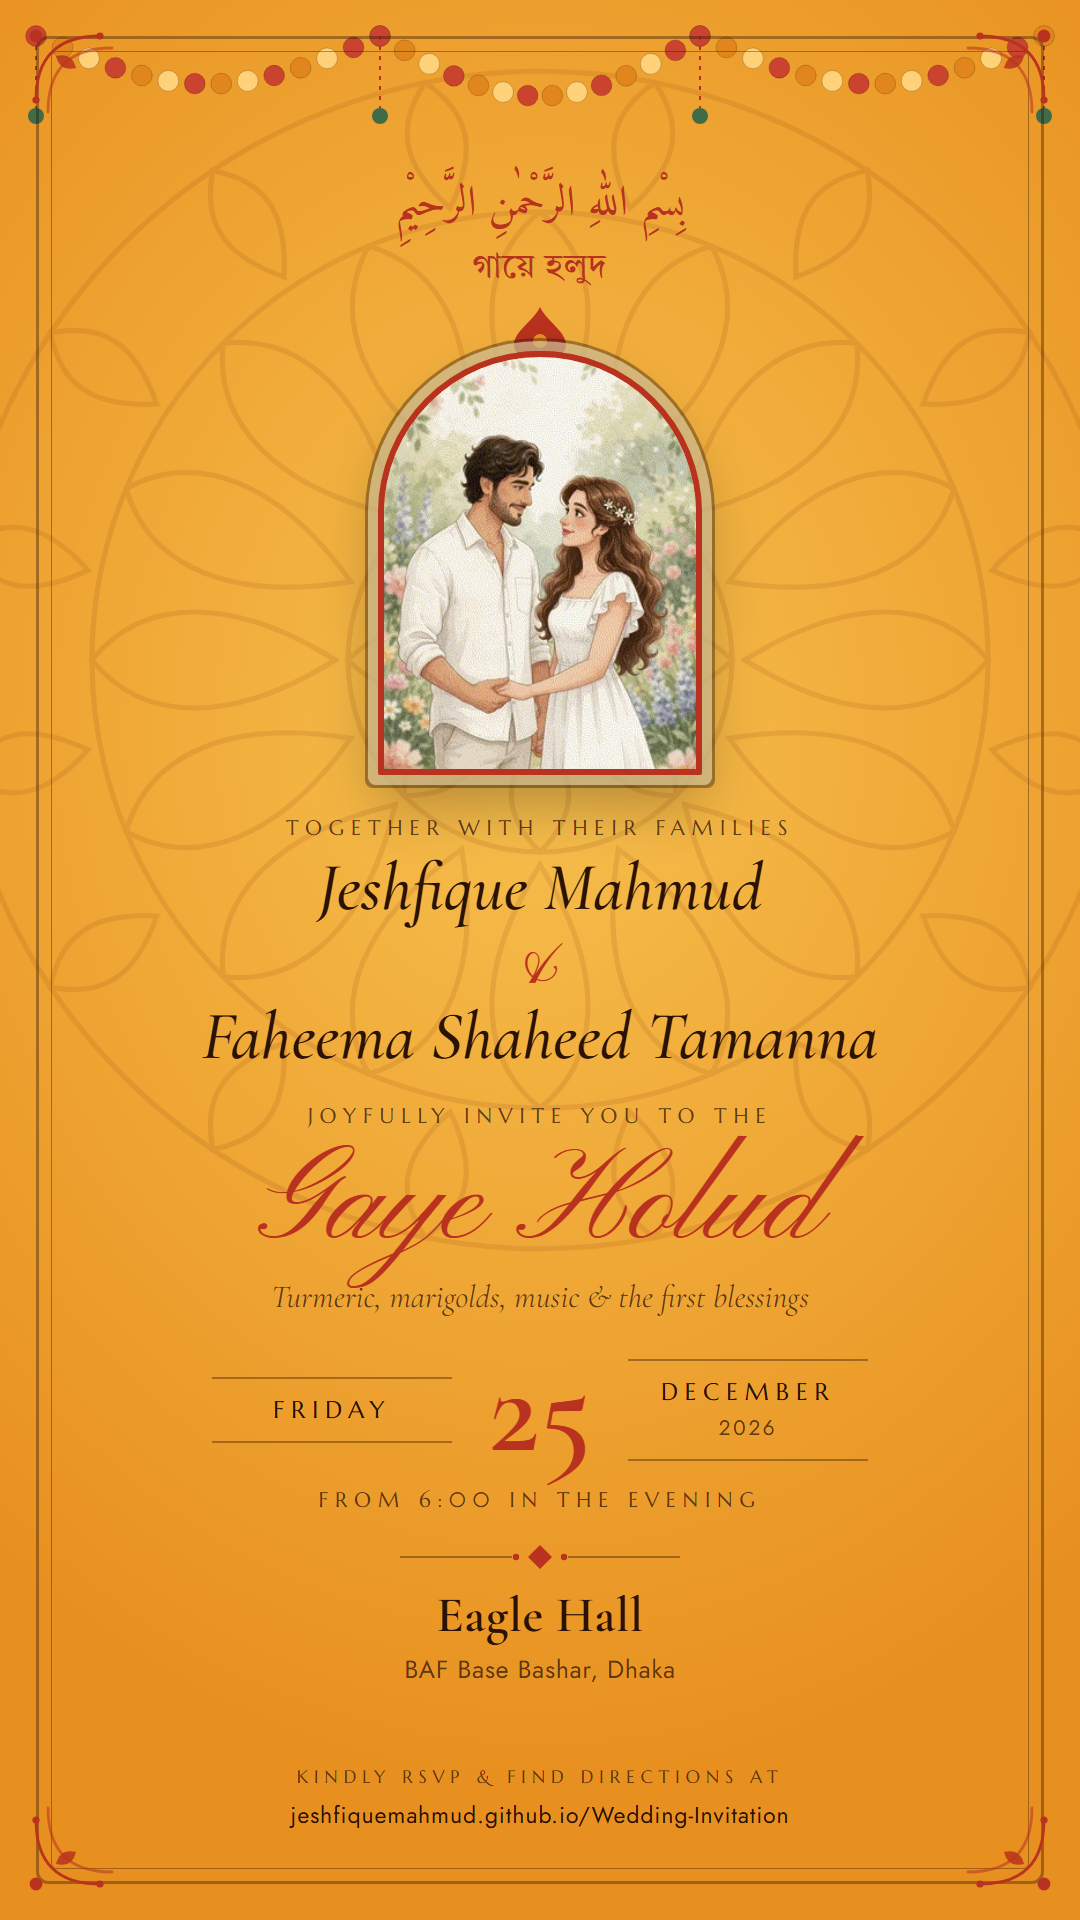 بِسْمِ اللهِ الرَّحْمٰنِ الرَّحِيْمِ
গায়ে হলুদ
TOGETHER WITH THEIR FAMILIES
Jeshfique Mahmud
&
Faheema Shaheed Tamanna
JOYFULLY INVITE YOU TO THE
Gaye Holud
Turmeric, marigolds, music & the first blessings
FRIDAY
25
DECEMBER
2026
FROM 6:00 IN THE EVENING
Eagle Hall
BAF Base Bashar, Dhaka
KINDLY RSVP & FIND DIRECTIONS AT
jeshfiquemahmud.github.io/Wedding-Invitation